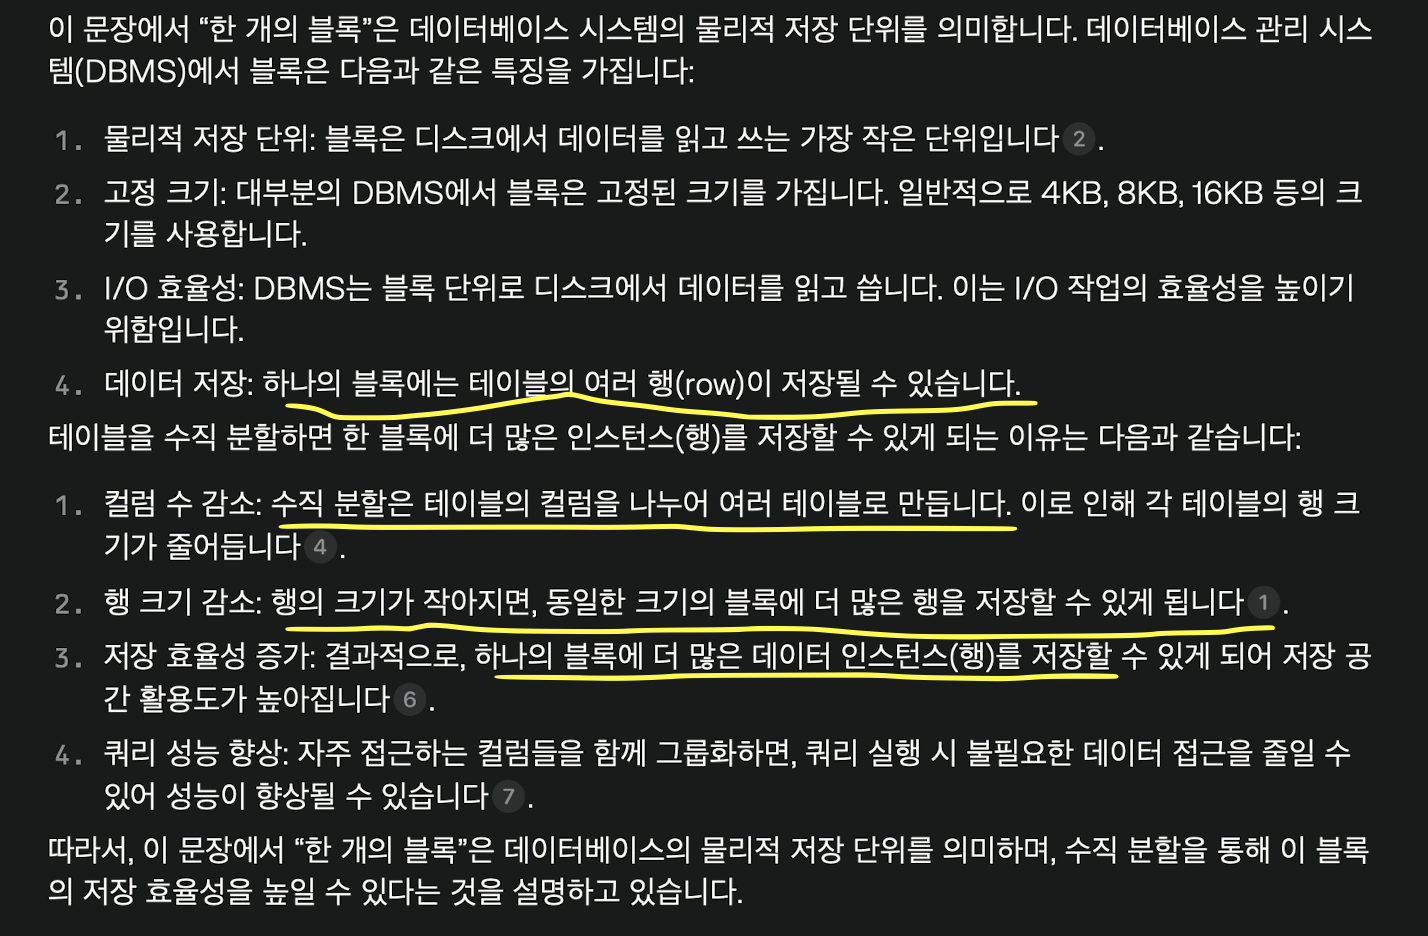 이 문장에서 “한 개의 블록”은 데이터베이스 시스템의 물리적 저장 단위를 의미합니다. 데이터베이스 관리 시스
템(DBMS)에서 블록은 다음과 같은 특징을 가집니다:
1. 물리적 저장 단위: 블록은 디스크에서 데이터를 읽고 쓰는 가장 작은 단위입니다 2 .
2. 고정 크기: 대부분의 DBMS에서 블록은 고정된 크기를 가집니다. 일반적으로 4KB, 8KB, 16KB 등의 크
기를 사용합니다.
3. I/O 효율성: DBMS는 블록 단위로 디스크에서 데이터를 읽고 씁니다. 이는 I/O 작업의 효율성을 높이기
위함입니다.
4. 데이터 저장: 하나의 블록에는 테이블의 여러 행(row)이 저장될 수 있습니다.
테이블을 수직 분할하면 한 블록에 더 많은 인스턴스(행)를 저장할 수 있게 되는 이유는 다음과 같습니다:
1. 컬럼 수 감소: 수직 분할은 테이블의 컬럼을 나누어 여러 테이블로 만듭니다. 이로 인해 각 테이블의 행 크
기가 줄어듭니다 4 .
2. 행 크기 감소: 행의 크기가 작아지면, 동일한 크기의 블록에 더 많은 행을 저장할 수 있게 됩니다 1 .
3. 저장 효율성 증가: 결과적으로, 하나의 블록에 더 많은 데이터 인스턴스(행)를 저장할 수 있게 되어 저장 공
간 활용도가 높아집니다 6 .
4. 쿼리 성능 향상: 자주 접근하는 컬럼들을 함께 그룹화하면, 쿼리 실행 시 불필요한 데이터 접근을 줄일 수
있어 성능이 향상될 수 있습니다 7 .
따라서, 이 문장에서 “한 개의 블록”은 데이터베이스의 물리적 저장 단위를 의미하며, 수직 분할을 통해 이 블록
의 저장 효율성을 높일 수 있다는 것을 설명하고 있습니다.